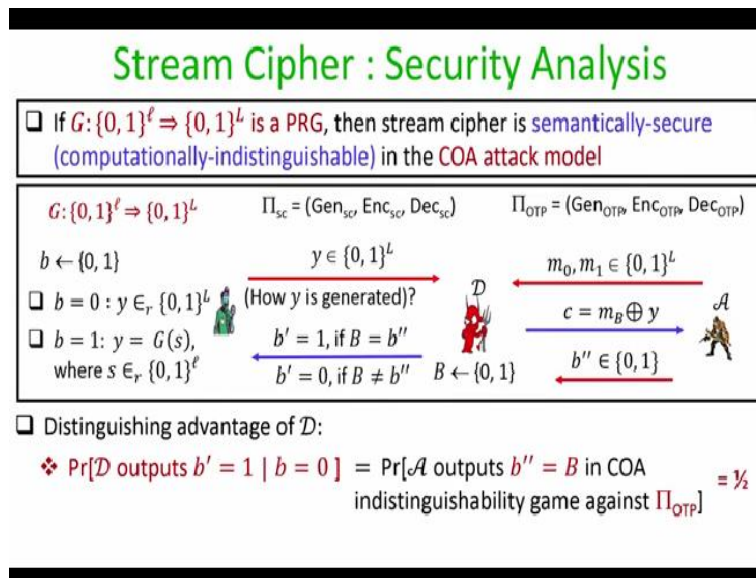 Stream Cipher : Security Analysis
❑ If G: {0, 1}^ℓ ⇒ {0, 1}^L is a PRG, then stream cipher is semantically-secure
(computationally-indistinguishable) in the COA attack model
G: {0, 1}^ℓ ⇒ {0, 1}^L
Π_sc = (Gen_sc, Enc_sc, Dec_sc)
Π_OTP = (Gen_OTP, Enc_OTP, Dec_OTP)
b ← {0, 1}
❑ b = 0 : y ∈_r {0, 1}^L
❑ b = 1: y = G(s),
where s ∈_r {0, 1}^ℓ
y ∈ {0, 1}^L
(How y is generated)?
b′ = 1, if B = b′′
b′ = 0, if B ≠ b′′
𝒟
B ← {0, 1}
m_0, m_1 ∈ {0, 1}^L
c = m_B ⊕ y
b′′ ∈ {0, 1}
𝒜
❑ Distinguishing advantage of 𝒟:
❖ Pr[𝒟 outputs b′ = 1 | b = 0 ] = Pr[𝒜 outputs b′′ = B in COA
indistinguishability game against Π_OTP]
= ½